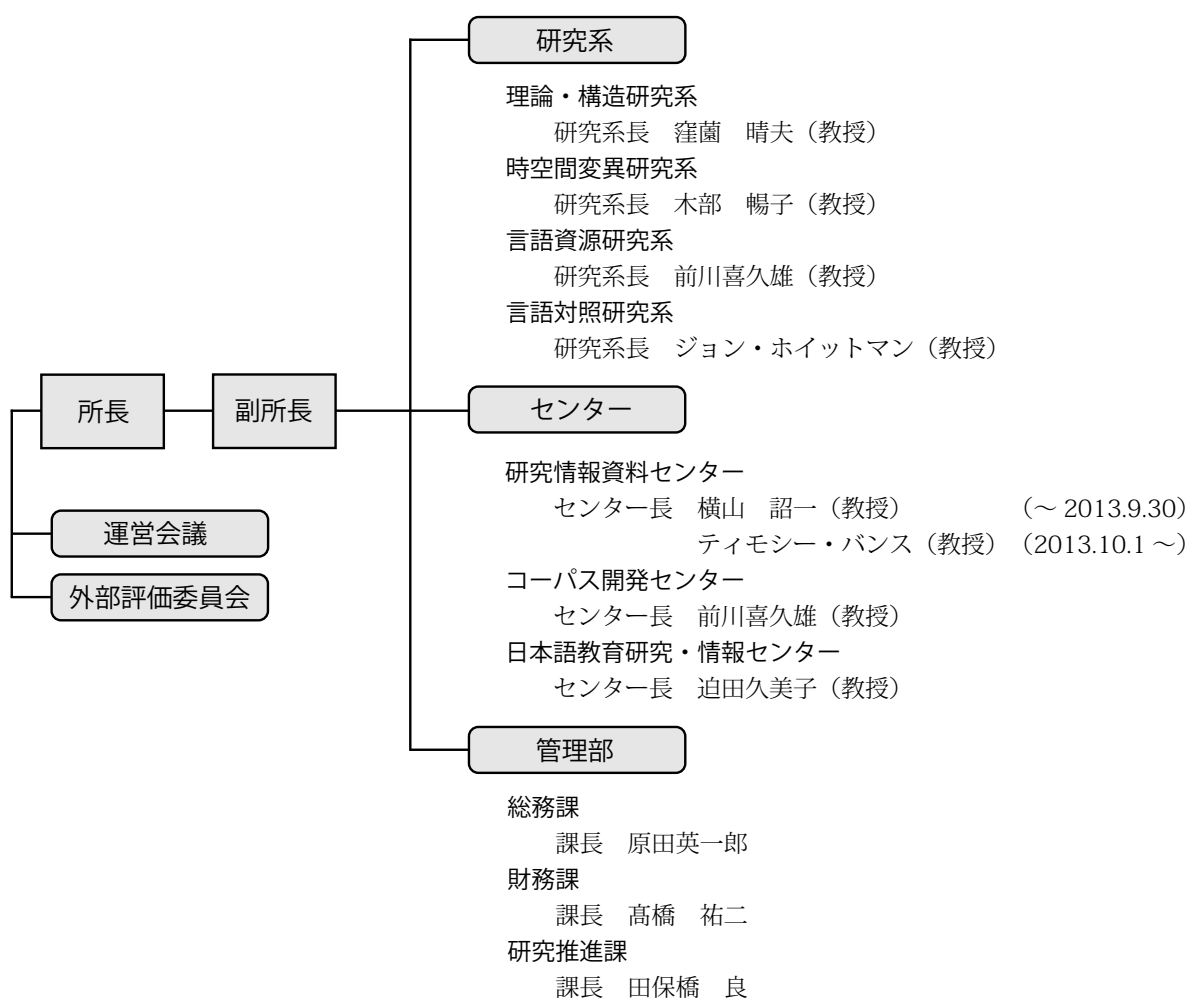 研究系
理論・構造研究系
研究系長　窪薗　晴夫（教授）
時空間変異研究系
研究系長　木部　暢子（教授）
言語資源研究系
研究系長　前川喜久雄（教授）
言語対照研究系
研究系長　ジョン・ホイットマン（教授）
所長
副所長
運営会議
外部評価委員会
センター
研究情報資料センター
センター長　横山　詔一（教授）　（～ 2013.9.30）
ティモシー・バンス（教授）（2013.10.1 ～）
コーパス開発センター
センター長　前川喜久雄（教授）
日本語教育研究・情報センター
センター長　迫田久美子（教授）
管理部
総務課
課長　原田英一郎
財務課
課長　髙橋　祐二
研究推進課
課長　田保橋　良